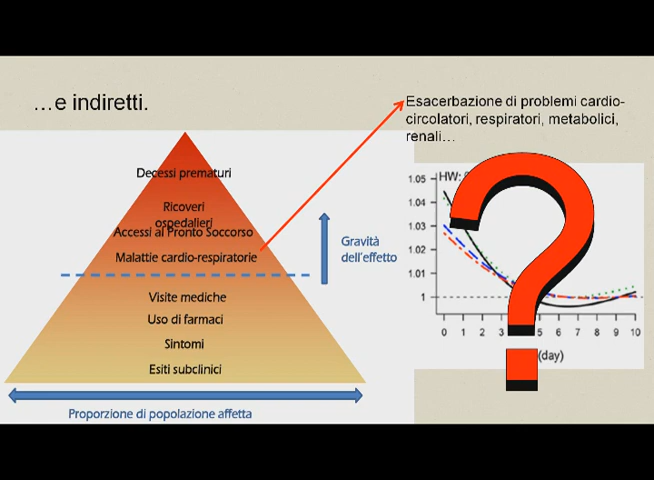 ...e indiretti.
Esacerbazione di problemi cardio-
circolatori, respiratori, metabolici,
renali...
Decessi prematuri
Ricoveri
ospedalieri
Accessi al Pronto Soccorso
Malattie cardio-respiratorie
Visite mediche
Uso di farmaci
Sintomi
Esiti subclinici
Gravità
dell'effetto
Proporzione di popolazione affetta
HW:
1.05
1.04
1.03
1.02
1.01
1
0 1 2 3 5 6 7 8 9 10
(day)
?